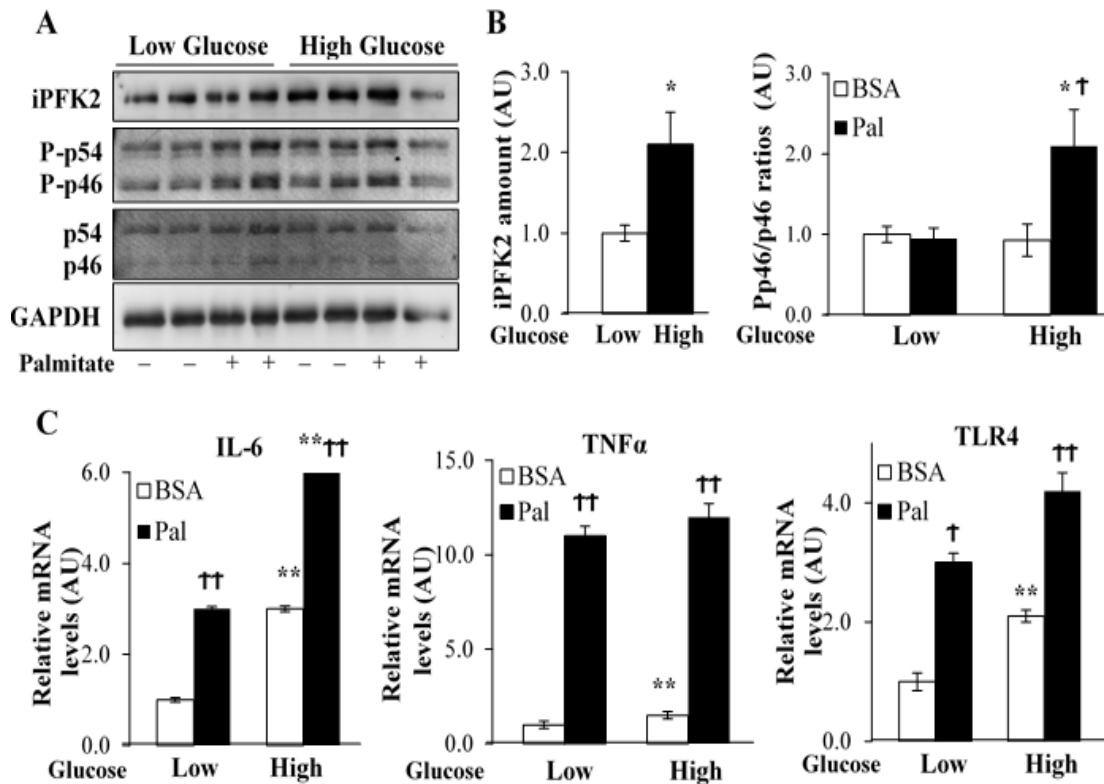 A
Low Glucose High Glucose
iPFK2
P-p54
P-p46
p54
p46
GAPDH
Palmitate − − + + − − + +
B
iPFK2 amount (AU)
3.0
2.0
1.0
0.0
*
Glucose Low High
Pp46/p46 ratios (AU)
3.0
2.0
1.0
0.0
BSA
Pal
*†
Glucose Low High
C
IL-6
Relative mRNA
levels (AU)
6.0
4.0
2.0
0.0
BSA
Pal
††
**
**††
Glucose Low High
TNFα
Relative mRNA
levels (AU)
15.0
10.0
5.0
0.0
BSA
Pal
††
**
††
Glucose Low High
TLR4
Relative mRNA
levels (AU)
4.0
2.0
0.0
BSA
Pal
†
**
††
Glucose Low High